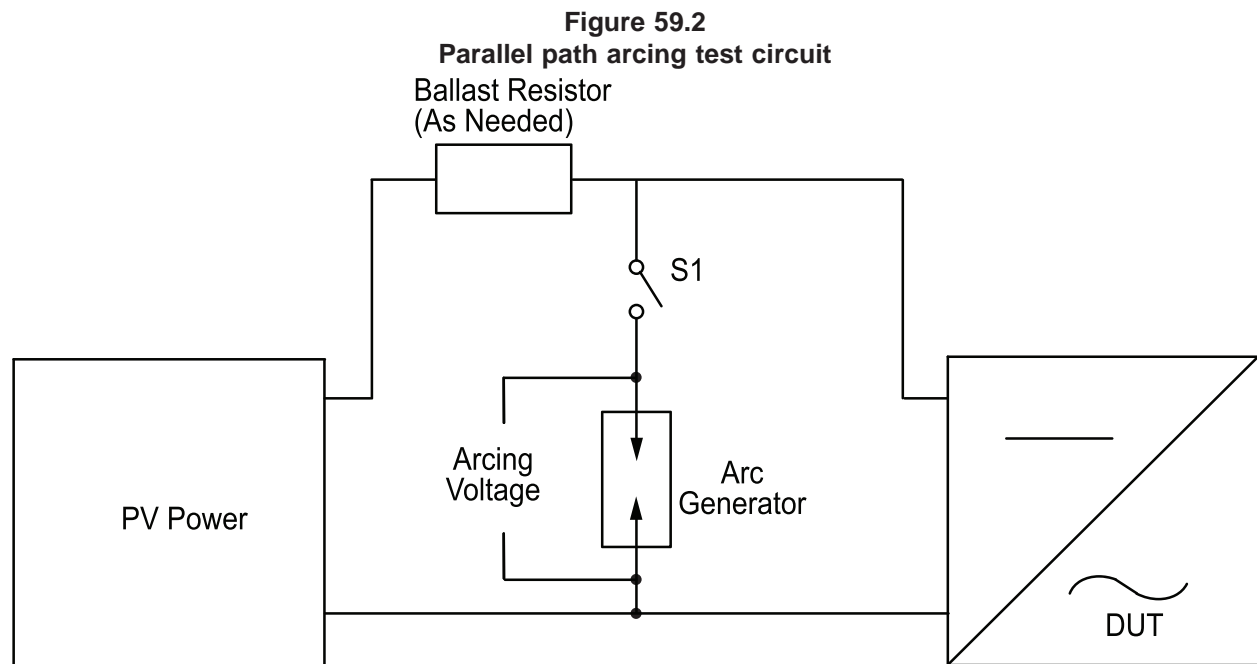 Figure 59.2
Parallel path arcing test circuit
Ballast Resistor
(As Needed)
S1
Arcing
Voltage
Arc
Generator
PV Power
DUT